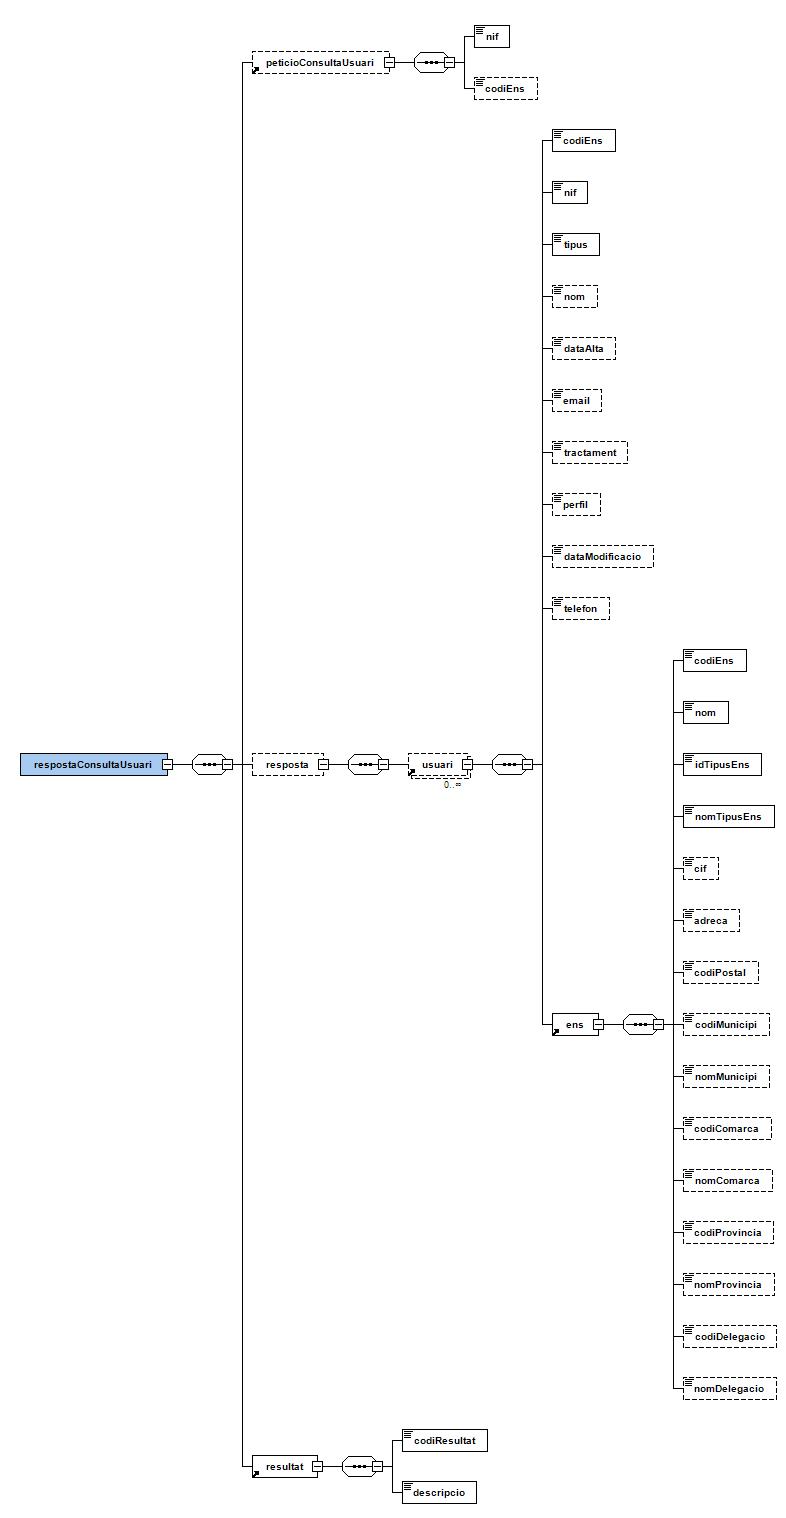 nif
peticioConsultaUsuari
codiEns
codiEns
nif
tipus
nom
dataAlta
email
tractament
perfil
dataModificacio
telefon
codiEns
nom
respostaConsultaUsuari
resposta
usuari
0..∞
idTipusEns
nomTipusEns
cif
adreca
codiPostal
ens
codiMunicipi
nomMunicipi
codiComarca
nomComarca
codiProvincia
nomProvincia
codiDelegacio
nomDelegacio
codiResultat
resultat
descripcio